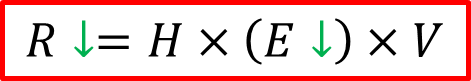 R ↓= H × (E ↓) × V